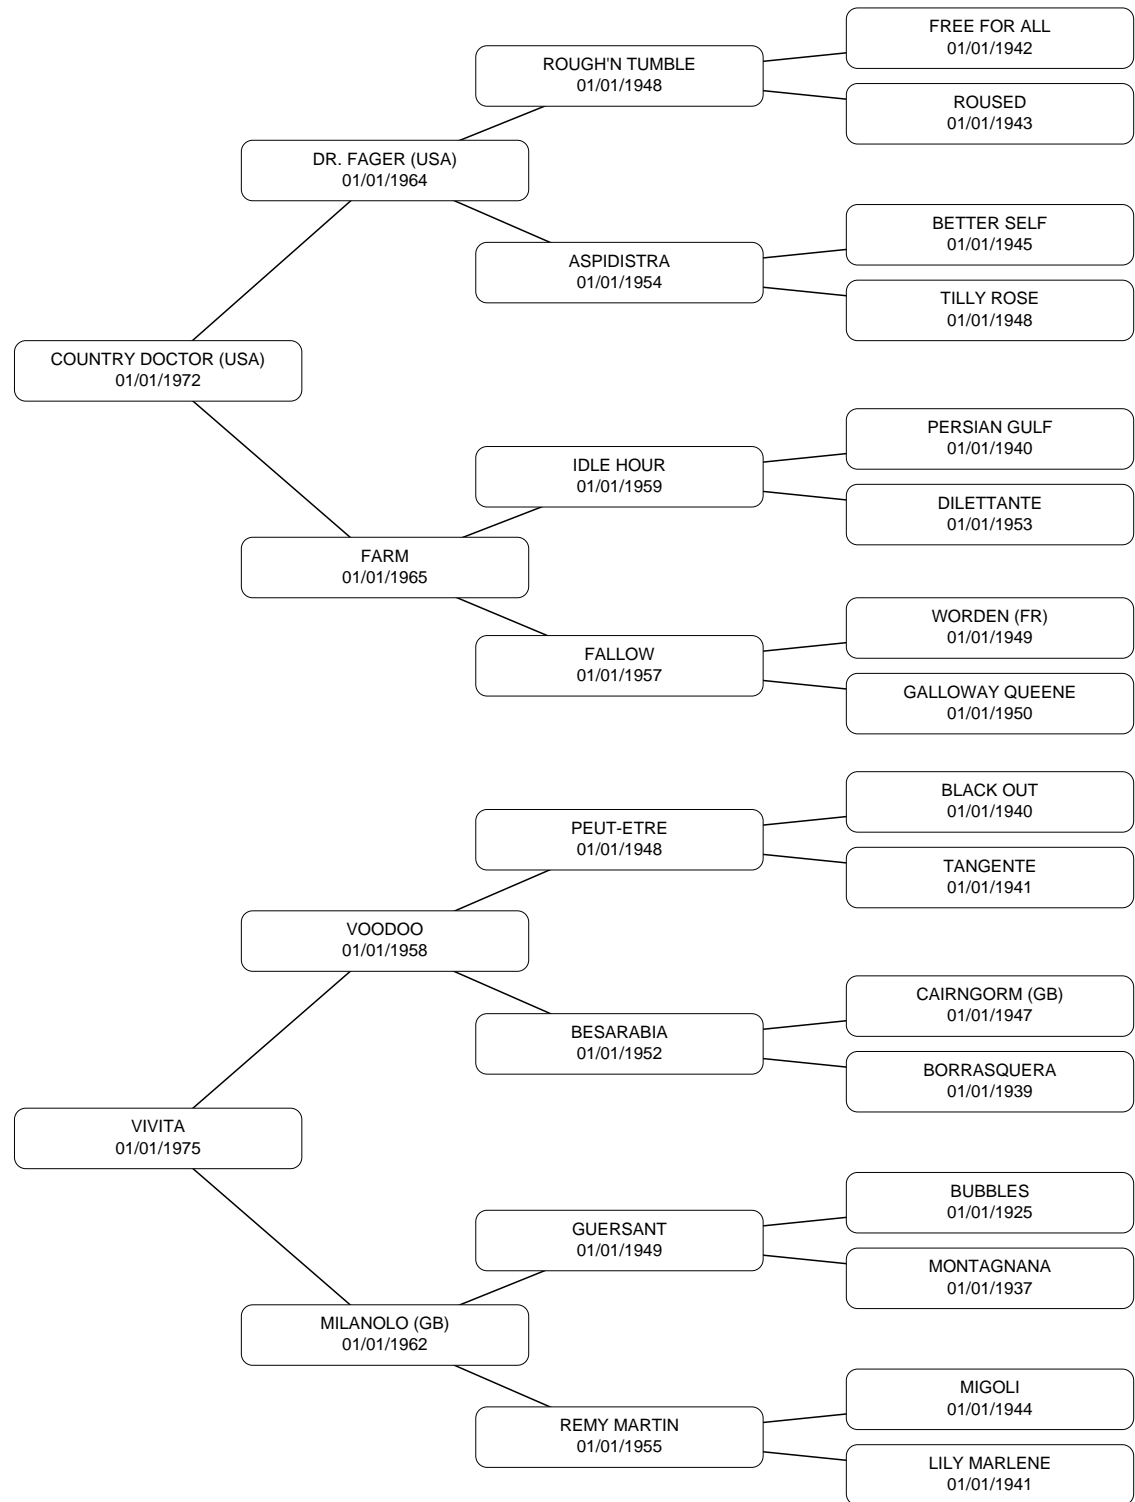 FREE FOR ALL
01/01/1942
ROUGH'N TUMBLE
01/01/1948
ROUSED
01/01/1943
DR. FAGER (USA)
01/01/1964
BETTER SELF
01/01/1945
ASPIDISTRA
01/01/1954
TILLY ROSE
01/01/1948
COUNTRY DOCTOR (USA)
01/01/1972
PERSIAN GULF
01/01/1940
IDLE HOUR
01/01/1959
DILETTANTE
01/01/1953
FARM
01/01/1965
WORDEN (FR)
01/01/1949
FALLOW
01/01/1957
GALLOWAY QUEENE
01/01/1950
BLACK OUT
01/01/1940
PEUT-ETRE
01/01/1948
TANGENTE
01/01/1941
VOODOO
01/01/1958
CAIRNGORM (GB)
01/01/1947
BESARABIA
01/01/1952
BORRASQUERA
01/01/1939
VIVITA
01/01/1975
BUBBLES
01/01/1925
GUERSANT
01/01/1949
MONTAGNANA
01/01/1937
MILANOLO (GB)
01/01/1962
MIGOLI
01/01/1944
REMY MARTIN
01/01/1955
LILY MARLENE
01/01/1941